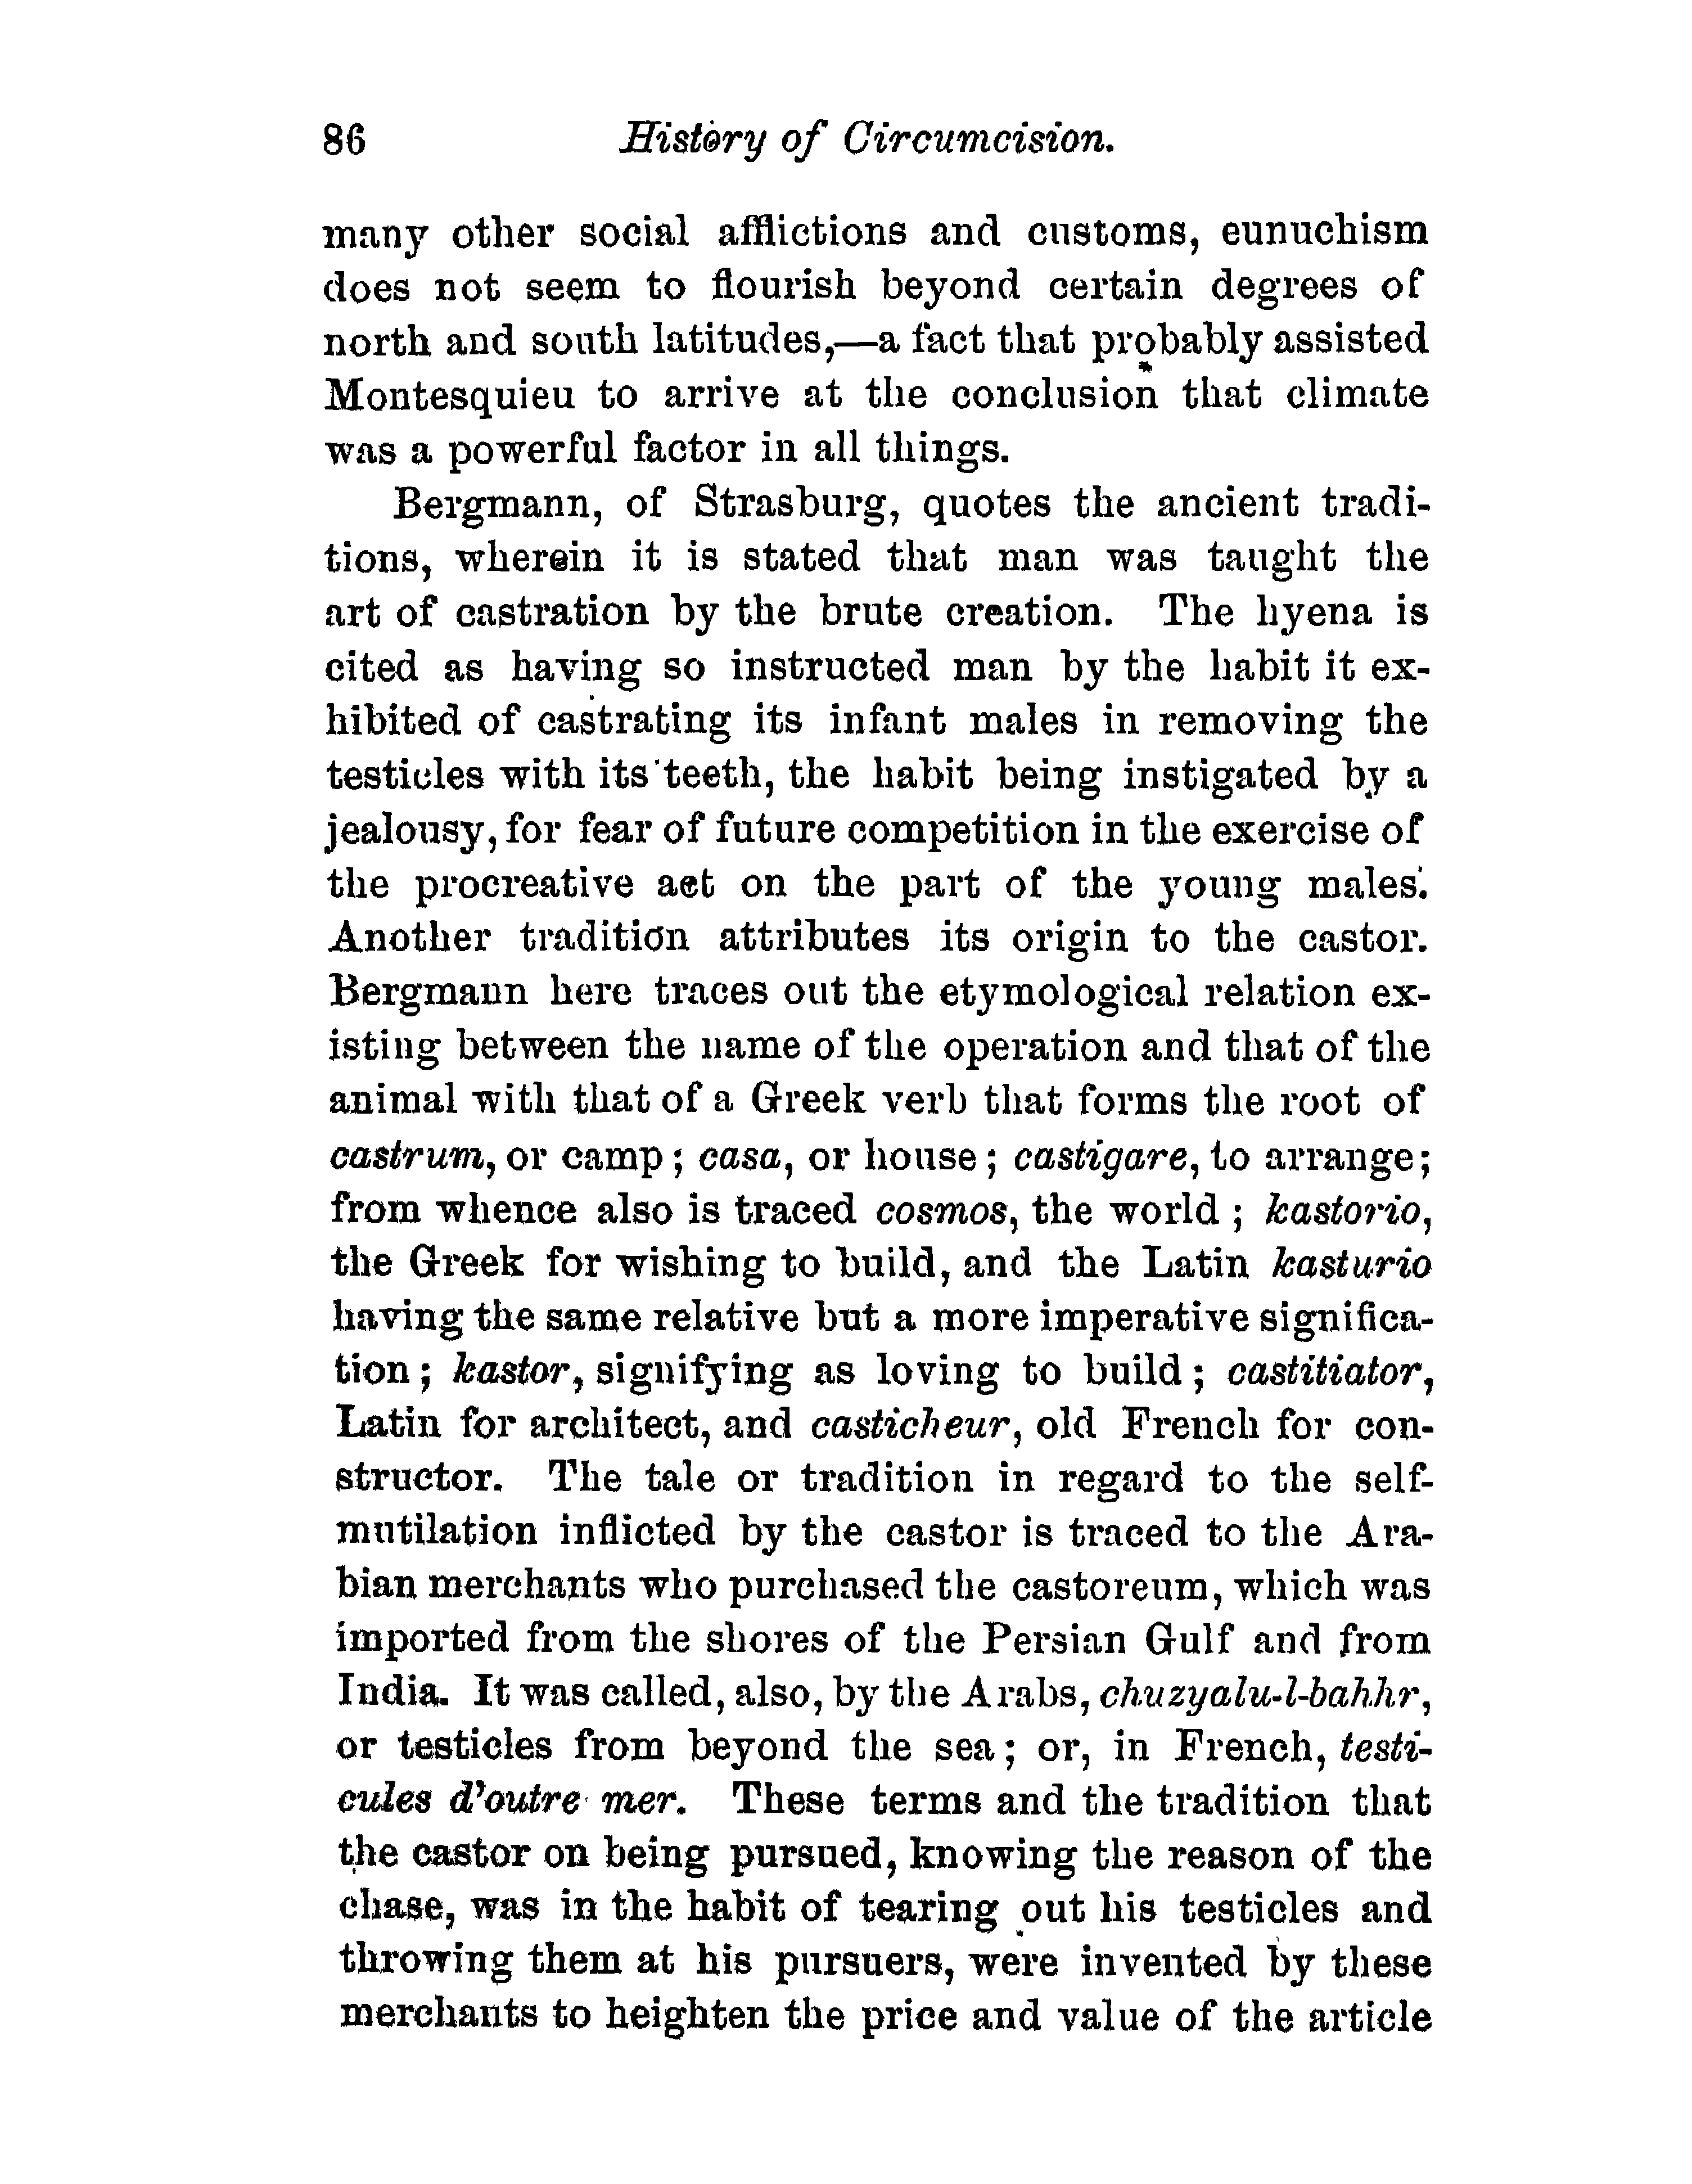 86 History of Circumcision.
many other social afflictions and customs, eunuchism
does not seem to flourish beyond certain degrees of
north and south latitudes,—a fact that probably assisted
Montesquieu to arrive at the conclusion that climate
was a powerful factor in all things.
Bergmann, of Strasburg, quotes the ancient tradi-
tions, wherein it is stated that man was taught the
art of castration by the brute creation. The hyena is
cited as having so instructed man by the habit it ex-
hibited of castrating its infant males in removing the
testicles with its teeth, the habit being instigated by a
jealousy, for fear of future competition in the exercise of
the procreative act on the part of the young males.
Another tradition attributes its origin to the castor.
Bergmann here traces out the etymological relation ex-
isting between the name of the operation and that of the
animal with that of a Greek verb that forms the root of
castrum, or camp; casa, or house; castigare, to arrange;
from whence also is traced cosmos, the world; kastorio,
the Greek for wishing to build, and the Latin kasturio
having the same relative but a more imperative significa-
tion; kastor, signifying as loving to build; castitiator,
Latin for architect, and casticheur, old French for con-
structor. The tale or tradition in regard to the self-
mutilation inflicted by the castor is traced to the Ara-
bian merchants who purchased the castoreum, which was
imported from the shores of the Persian Gulf and from
India. It was called, also, by the Arabs, chuzyalu-l-bahhr,
or testicles from beyond the sea; or, in French, testi-
cules d'outre mer. These terms and the tradition that
the castor on being pursued, knowing the reason of the
chase, was in the habit of tearing out his testicles and
throwing them at his pursuers, were invented by these
merchants to heighten the price and value of the article